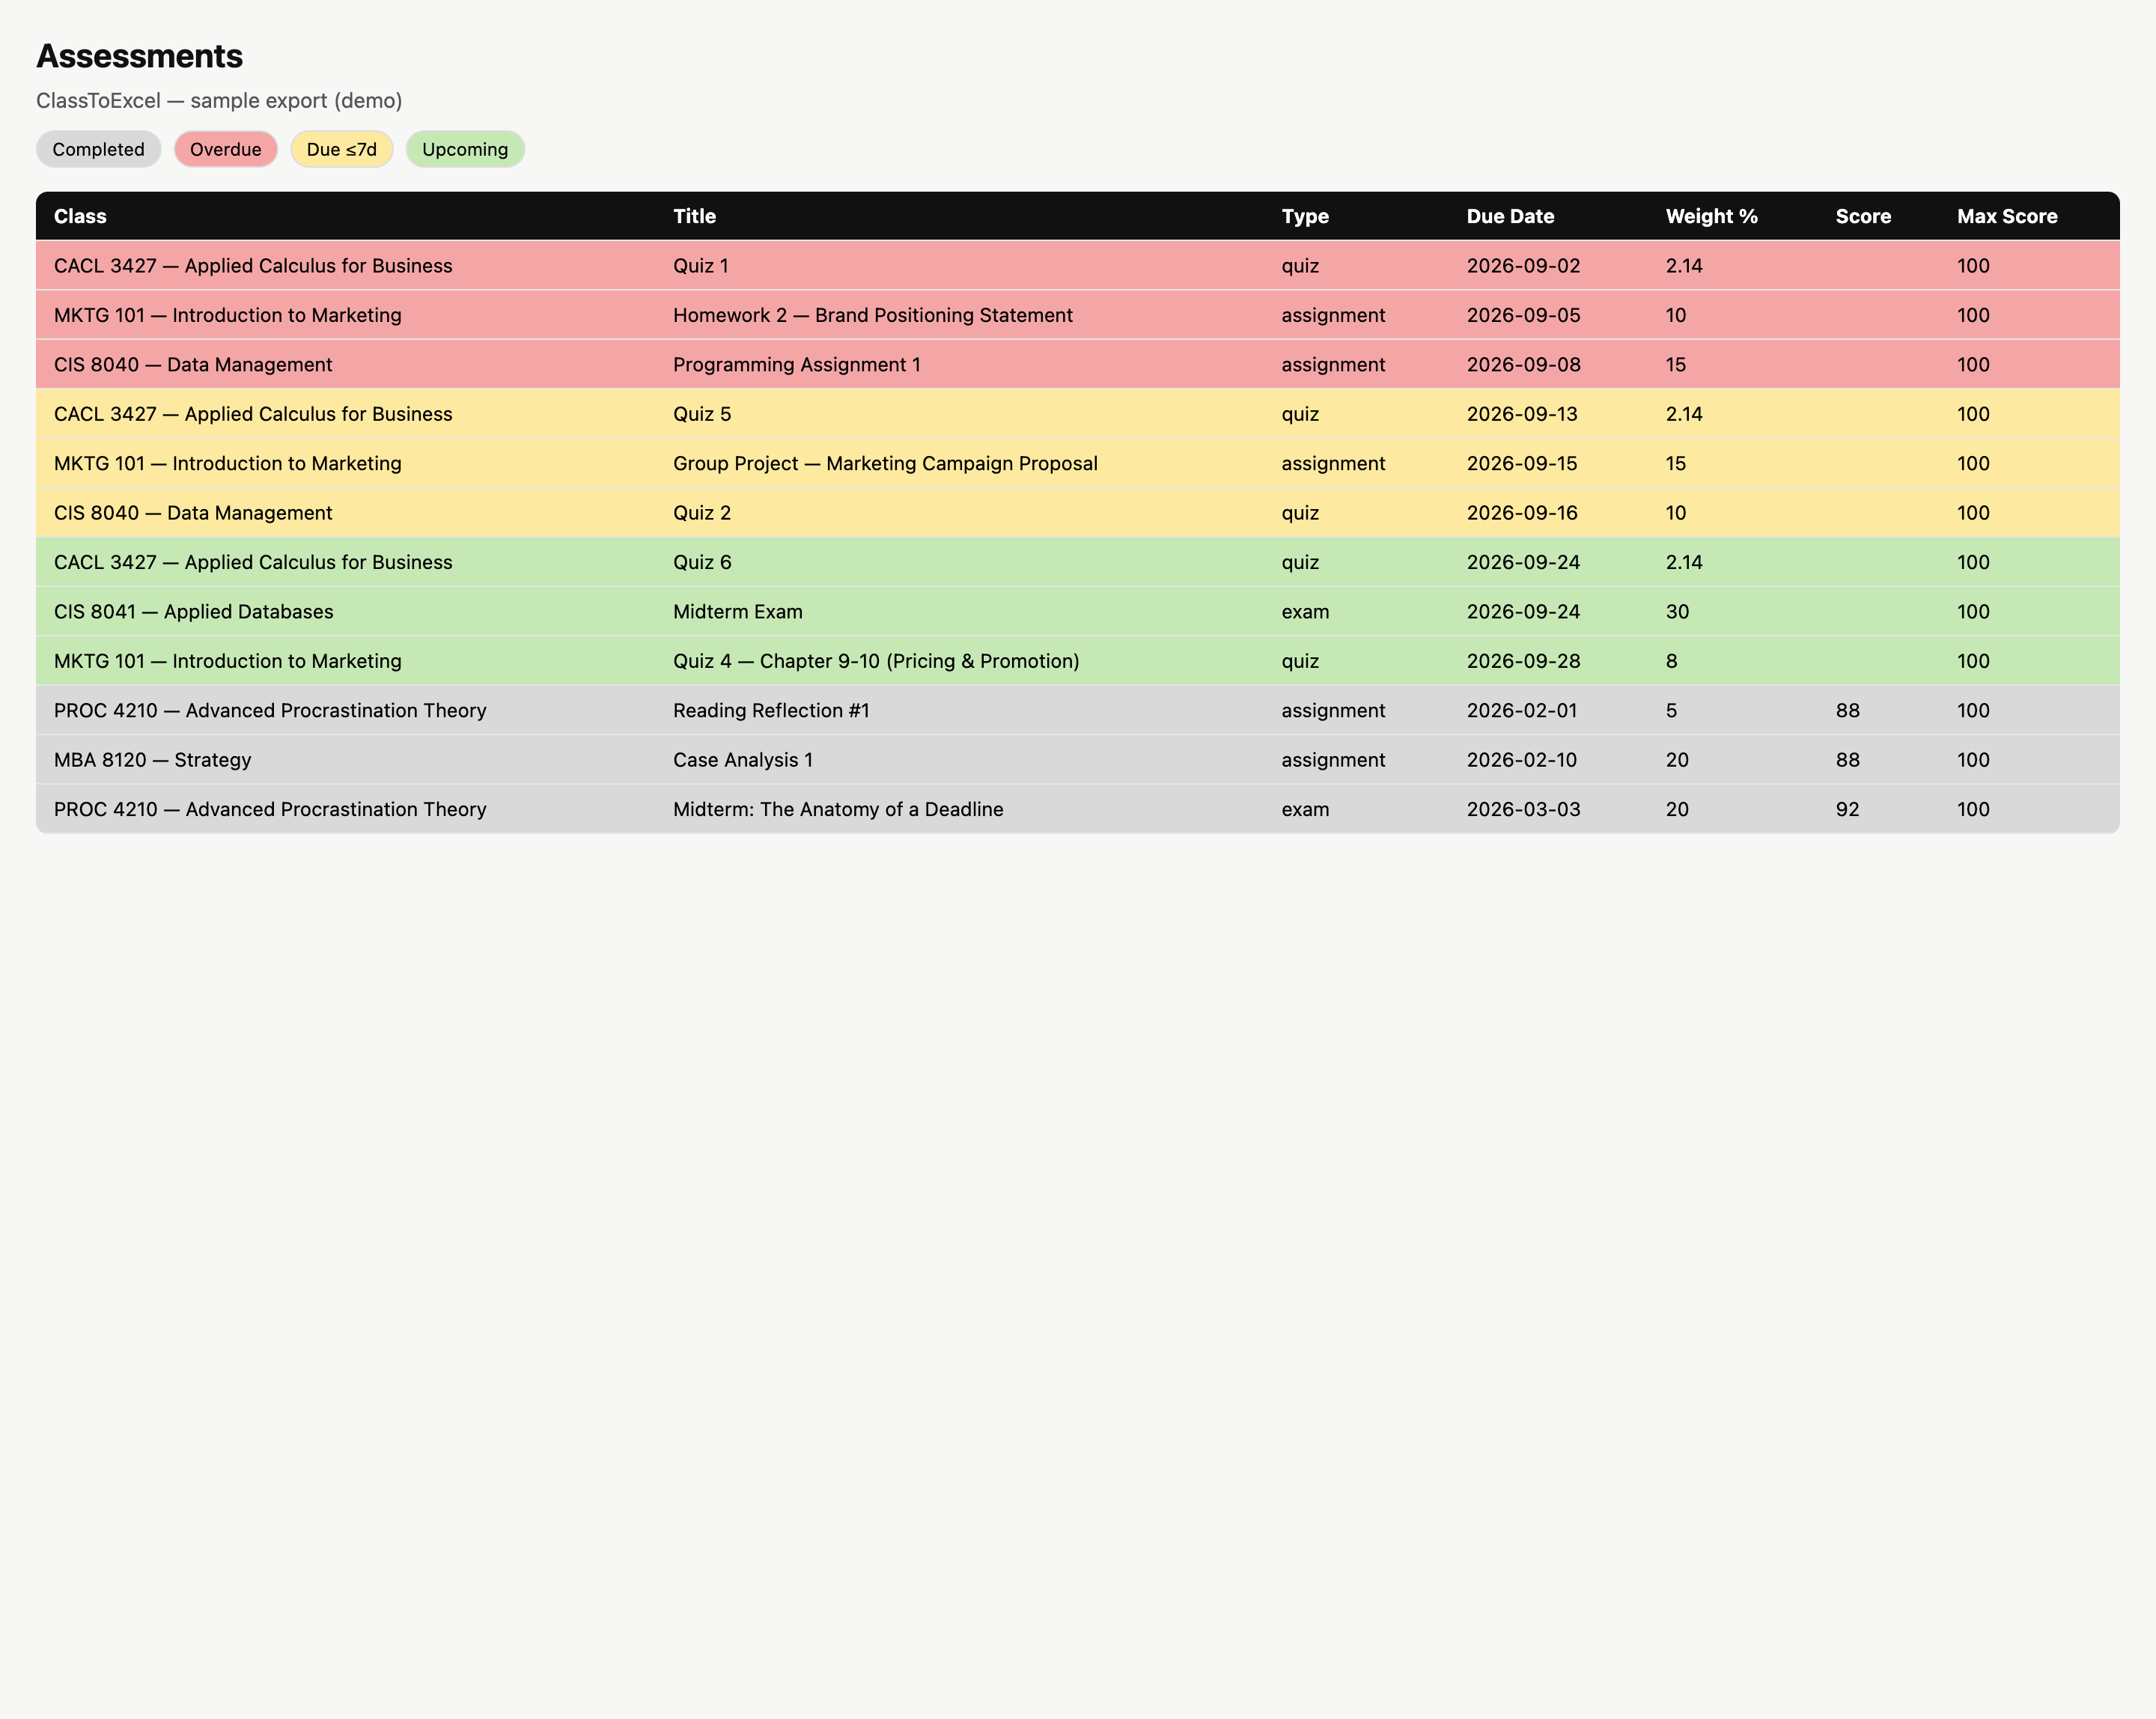 Assessments
ClassToExcel — sample export (demo)
Completed Overdue Due ≤7d Upcoming
Class Title Type Due Date Weight % Score Max Score
CACL 3427 — Applied Calculus for Business Quiz 1 quiz 2026-09-02 2.14 100
MKTG 101 — Introduction to Marketing Homework 2 — Brand Positioning Statement assignment 2026-09-05 10 100
CIS 8040 — Data Management Programming Assignment 1 assignment 2026-09-08 15 100
CACL 3427 — Applied Calculus for Business Quiz 5 quiz 2026-09-13 2.14 100
MKTG 101 — Introduction to Marketing Group Project — Marketing Campaign Proposal assignment 2026-09-15 15 100
CIS 8040 — Data Management Quiz 2 quiz 2026-09-16 10 100
CACL 3427 — Applied Calculus for Business Quiz 6 quiz 2026-09-24 2.14 100
CIS 8041 — Applied Databases Midterm Exam exam 2026-09-24 30 100
MKTG 101 — Introduction to Marketing Quiz 4 — Chapter 9-10 (Pricing & Promotion) quiz 2026-09-28 8 100
PROC 4210 — Advanced Procrastination Theory Reading Reflection #1 assignment 2026-02-01 5 88 100
MBA 8120 — Strategy Case Analysis 1 assignment 2026-02-10 20 88 100
PROC 4210 — Advanced Procrastination Theory Midterm: The Anatomy of a Deadline exam 2026-03-03 20 92 100